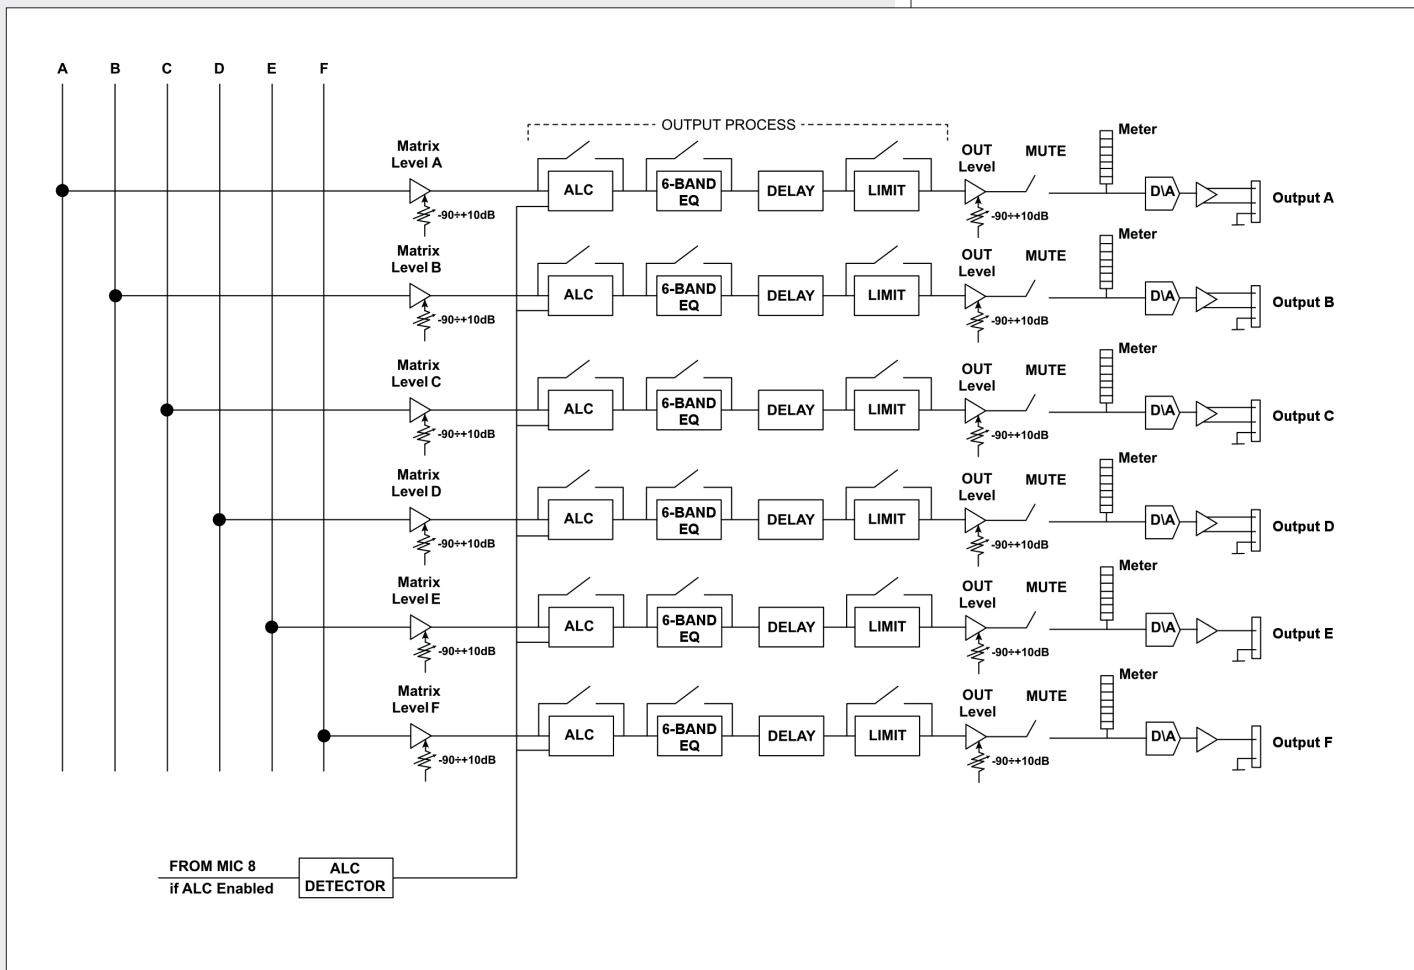 A B C D E F
OUTPUT PROCESS
Matrix
Level A
-90÷+10dB
ALC
6-BAND
EQ
DELAY
LIMIT
OUT
Level
-90÷+10dB
MUTE
Meter
D\A
Output A
Matrix
Level B
-90÷+10dB
ALC
6-BAND
EQ
DELAY
LIMIT
OUT
Level
-90÷+10dB
MUTE
Meter
D\A
Output B
Matrix
Level C
-90÷+10dB
ALC
6-BAND
EQ
DELAY
LIMIT
OUT
Level
-90÷+10dB
MUTE
Meter
D\A
Output C
Matrix
Level D
-90÷+10dB
ALC
6-BAND
EQ
DELAY
LIMIT
OUT
Level
-90÷+10dB
MUTE
Meter
D\A
Output D
Matrix
Level E
-90÷+10dB
ALC
6-BAND
EQ
DELAY
LIMIT
OUT
Level
-90÷+10dB
MUTE
Meter
D\A
Output E
Matrix
Level F
-90÷+10dB
ALC
6-BAND
EQ
DELAY
LIMIT
OUT
Level
-90÷+10dB
MUTE
Meter
D\A
Output F
FROM MIC 8
if ALC Enabled
ALC
DETECTOR